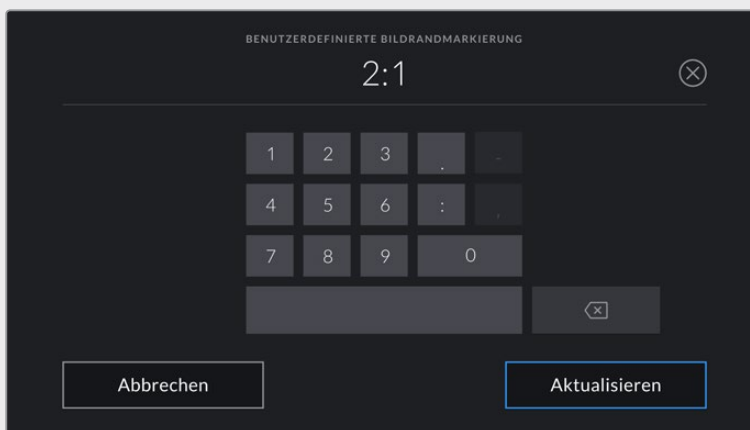 BENUTZERDEFINIERTE BILDRANDMARKIERUNG
2:1
1 2 3 . -
4 5 6 : ,
7 8 9 0
Abbrechen Aktualisieren